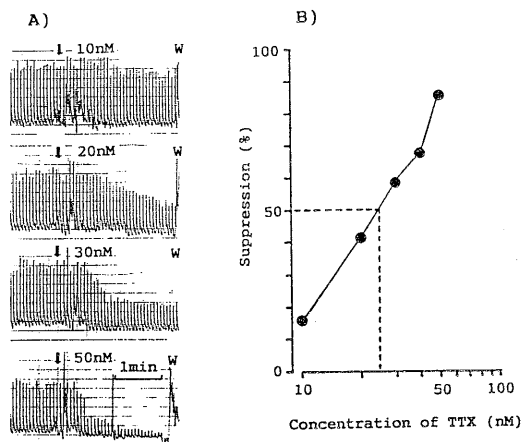 A)
10nM W
20nM W
30nM W
50nM W
1min
B)
100
50
0
Suppression (%)
10 50 100
Concentration of TTX (nM)